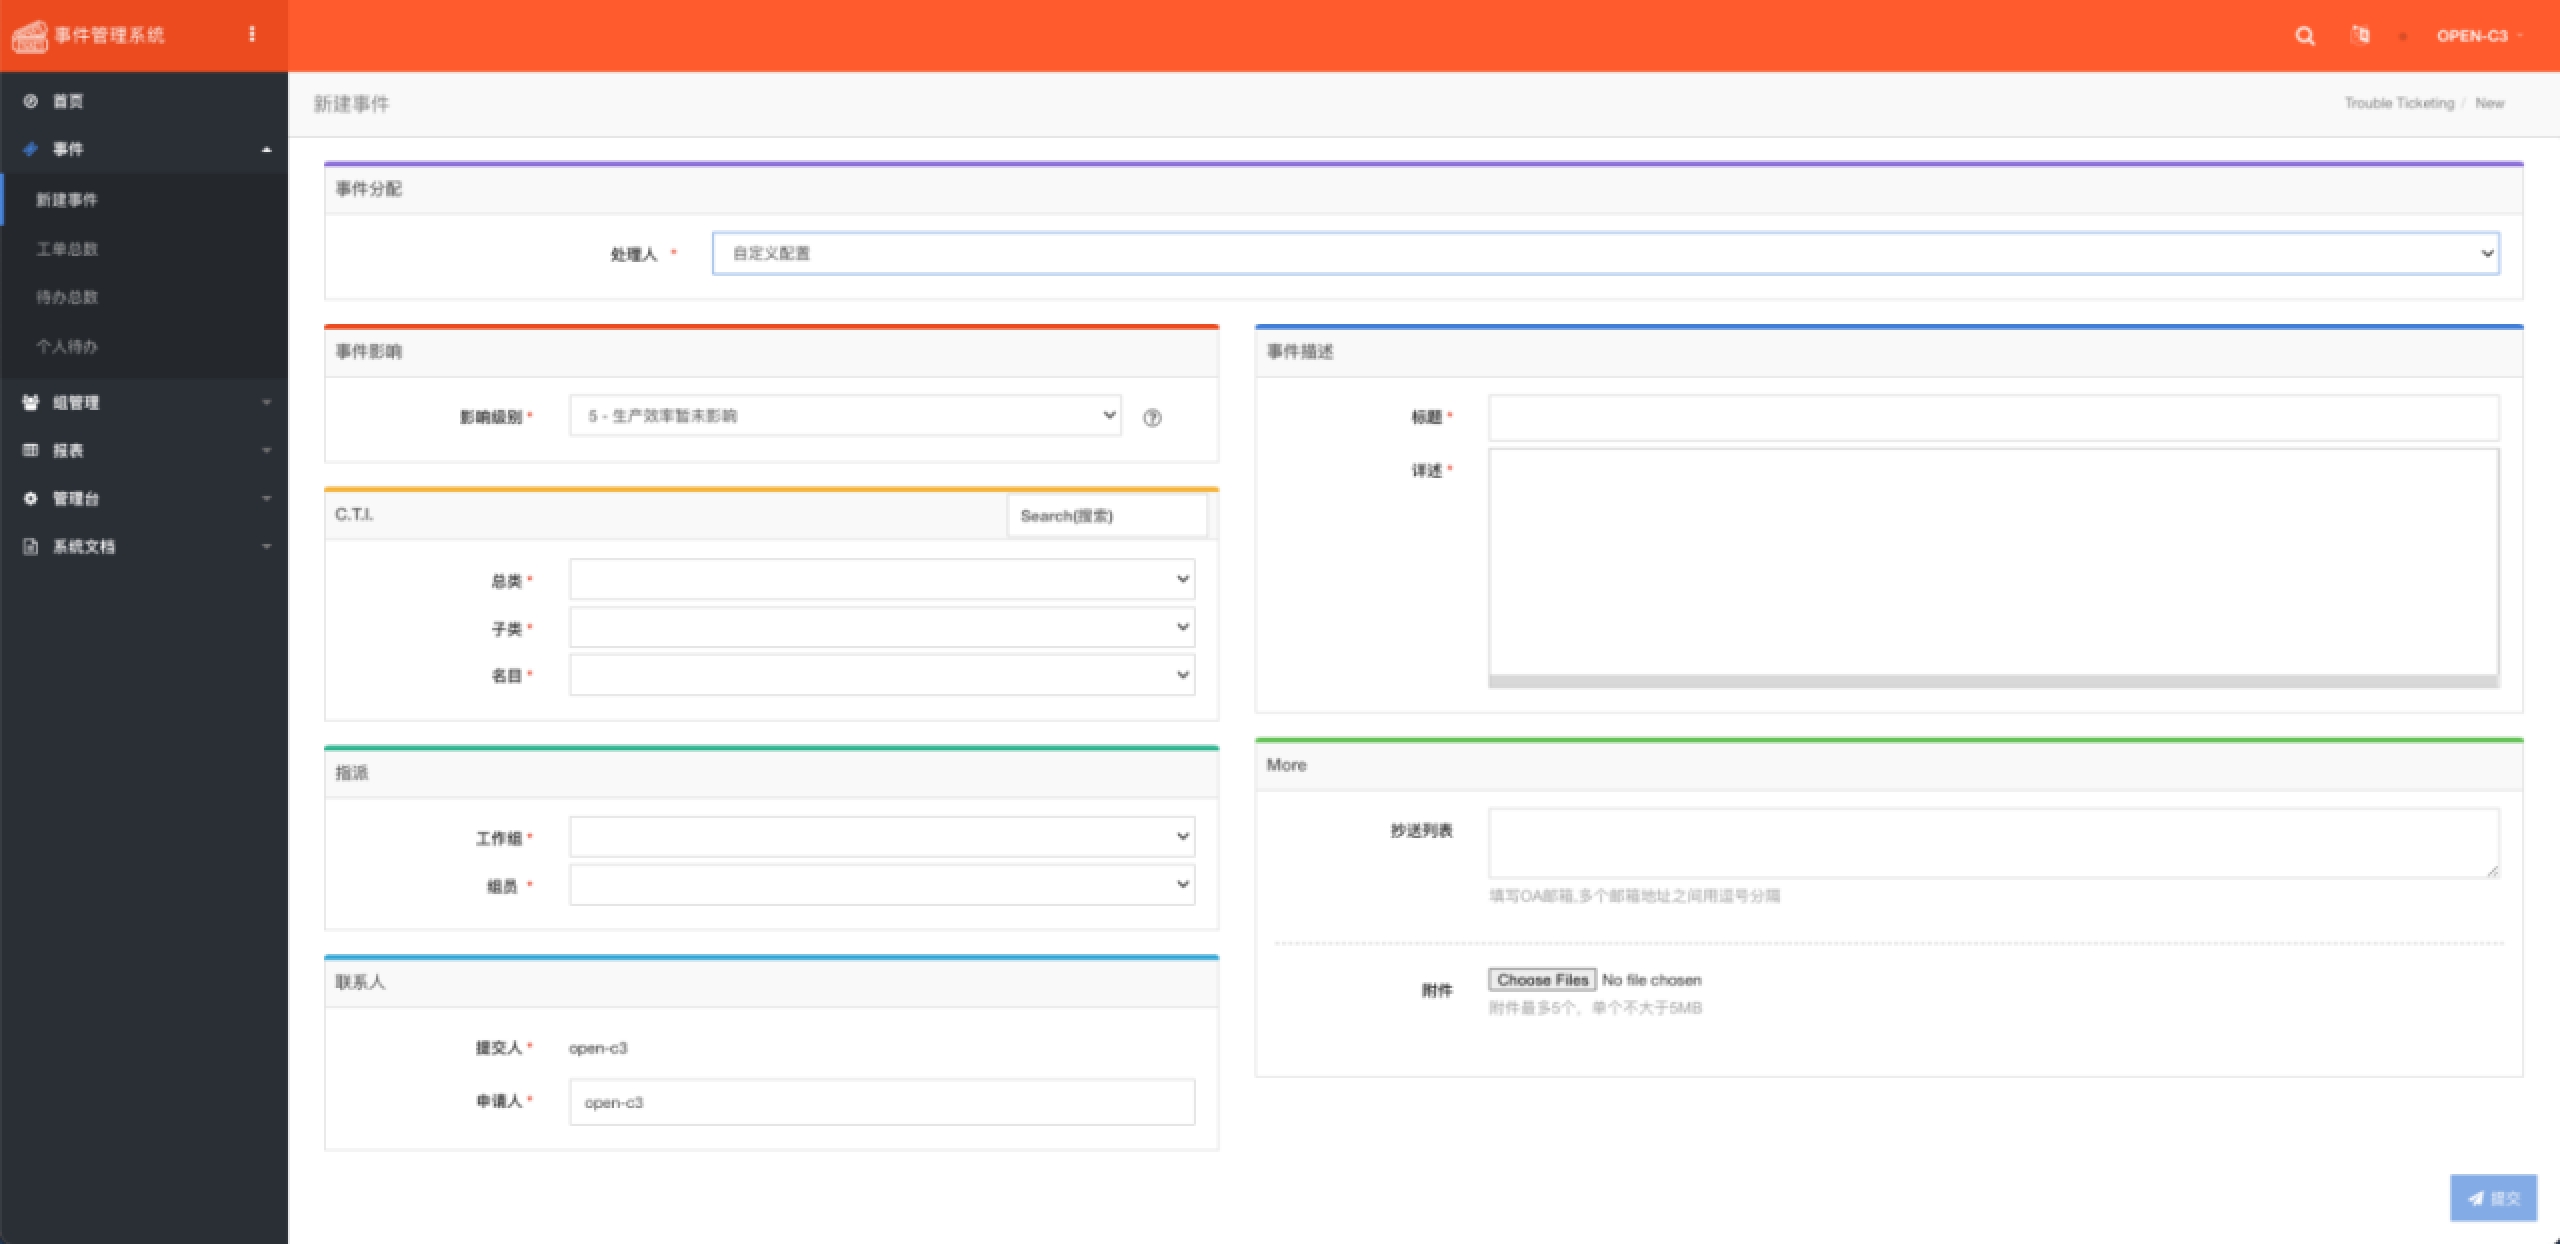 事件管理系统
OPEN-C3
首页
事件
新建事件
工单总数
待办总数
个人待办
组管理
报表
管理台
系统文档
新建事件
Trouble Ticketing / New
事件分配
处理人 *
自定义配置
事件影响
影响级别 *
5 - 生产效率暂未影响
C.T.I.
Search(搜索)
总类 *
子类 *
名目 *
指派
工作组 *
组员 *
联系人
提交人 *
open-c3
申请人 *
open-c3
事件描述
标题 *
详述 *
More
抄送列表
填写OA邮箱,多个邮箱地址之间用逗号分隔
附件
Choose Files No file chosen
附件最多5个，单个不大于5MB
提交